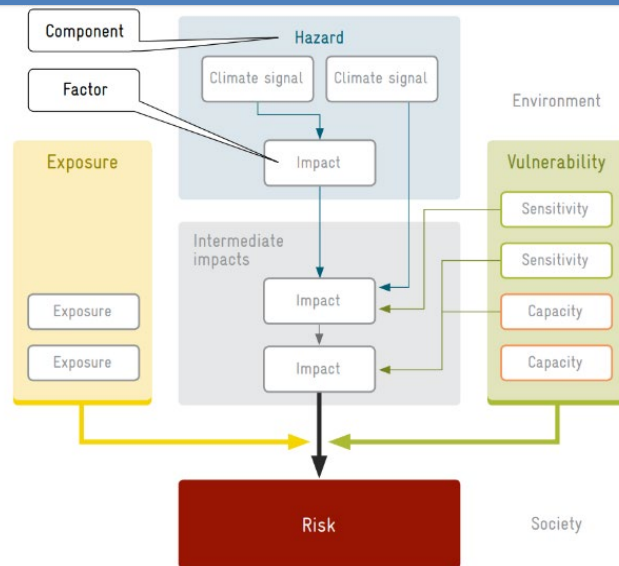 Component
Hazard
Climate signal
Climate signal
Factor
Environment
Exposure
Impact
Vulnerability
Sensitivity
Intermediate
impacts
Sensitivity
Impact
Exposure
Capacity
Exposure
Impact
Capacity
Risk
Society